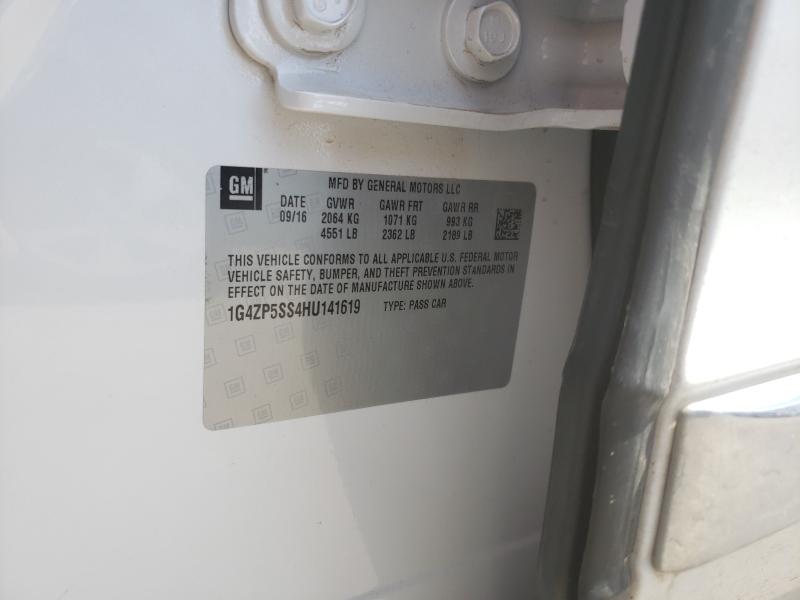 GM
MFD BY GENERAL MOTORS LLC
DATE GVWR GAWR FRT GAWR RR
09/16 2064 KG 1071 KG 993 KG
4551 LB 2362 LB 2189 LB
THIS VEHICLE CONFORMS TO ALL APPLICABLE U.S. FEDERAL MOTOR
VEHICLE SAFETY, BUMPER, AND THEFT PREVENTION STANDARDS IN
EFFECT ON THE DATE OF MANUFACTURE SHOWN ABOVE.
1G4ZP5SS4HU141619 TYPE: PASS CAR